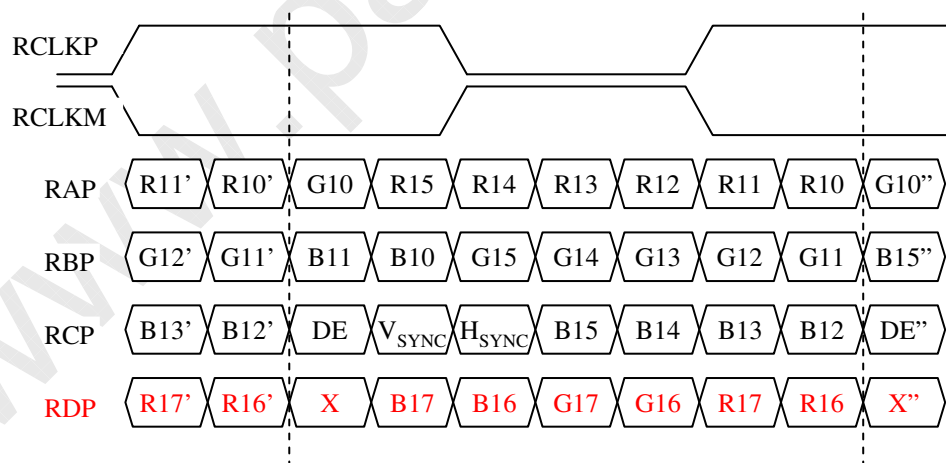 RCLKP
RCLKM
RAP R11’ R10’ G10 R15 R14 R13 R12 R11 R10 G10”
RBP G12’ G11’ B11 B10 G15 G14 G13 G12 G11 B15”
RCP B13’ B12’ DE VSYNC HSYNC B15 B14 B13 B12 DE”
RDP R17’ R16’ X B17 B16 G17 G16 R17 R16 X”
www.pa